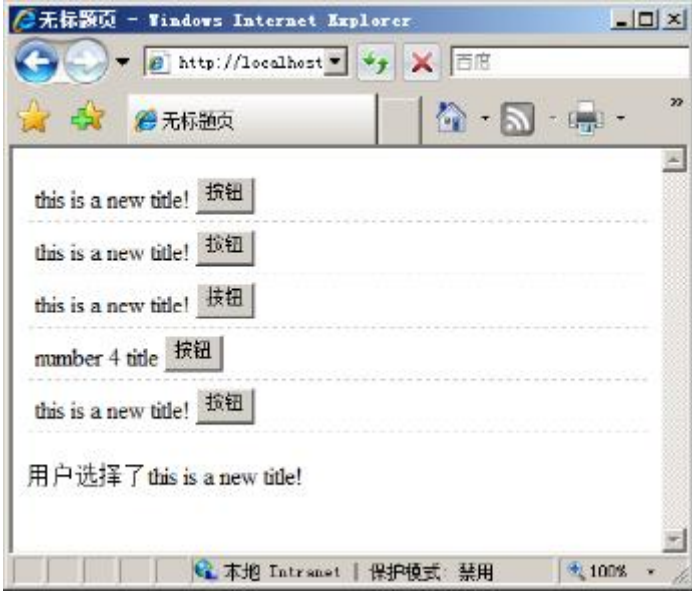 无标题页 - Windows Internet Explorer
http://localhost 百度
无标题页
this is a new title! 按钮
this is a new title! 按钮
this is a new title! 按钮
number 4 title 按钮
this is a new title! 按钮
用户选择了this is a new title!
本地 Intranet | 保护模式: 禁用 100%